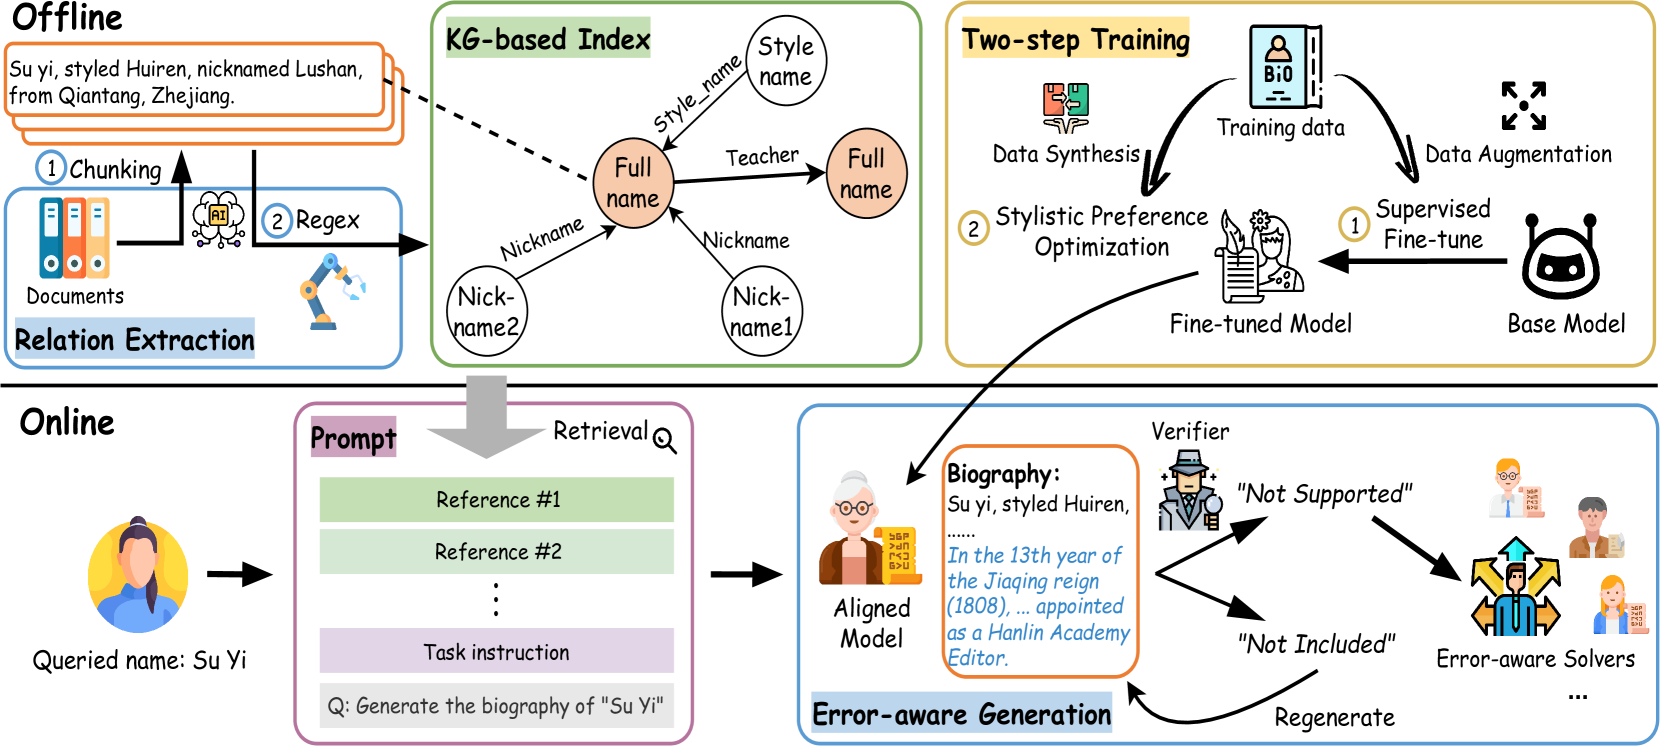 Offline
Su yi, styled Huiren, nicknamed Lushan,
from Qiantang, Zhejiang.
1 Chunking
AI
2 Regex
Documents
Relation Extraction
KG-based Index
Style
name
Style_name
Full
name
Teacher
Full
name
Nickname
Nickname
Nick-
name2
Nick-
name1
Two-step Training
BiO
Training data
Data Synthesis
Data Augmentation
2 Stylistic Preference
Optimization
1 Supervised
Fine-tune
Fine-tuned Model
Base Model
Online
Queried name: Su Yi
Prompt
Retrieval
Reference #1
Reference #2
Task instruction
Q: Generate the biography of "Su Yi"
Aligned
Model
Biography:
Su yi, styled Huiren,
......
In the 13th year of
the Jiaqing reign
(1808), ... appointed
as a Hanlin Academy
Editor.
Verifier
"Not Supported"
"Not Included"
Regenerate
Error-aware Solvers
...
Error-aware Generation